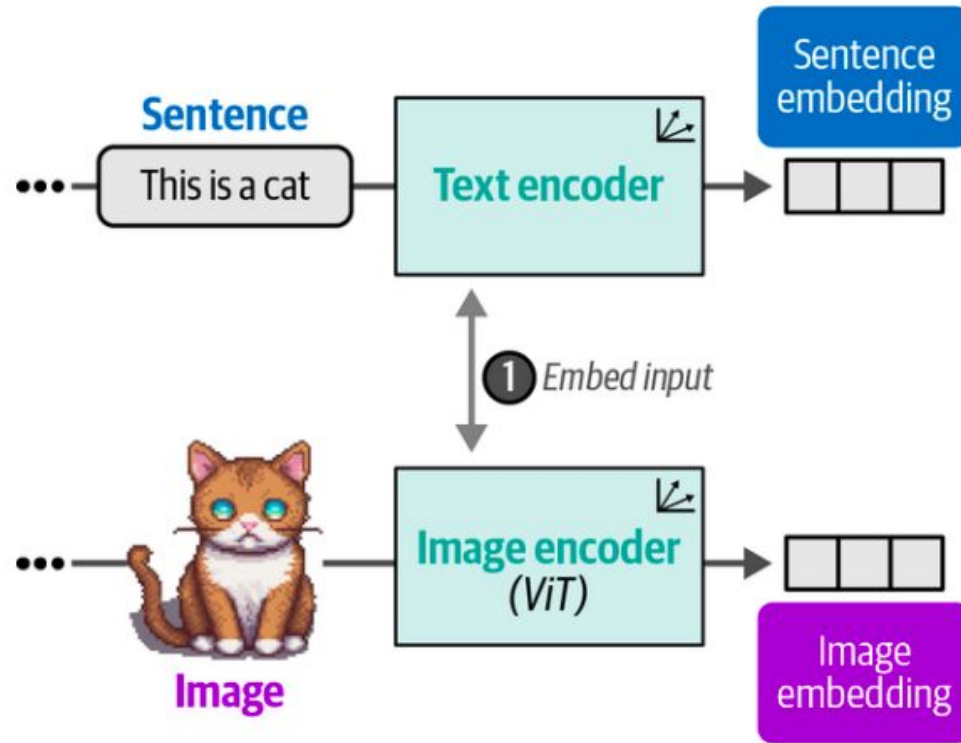 Sentence
embedding
Sentence
This is a cat
Text encoder
1 Embed input
Image encoder
(ViT)
Image
Image
embedding